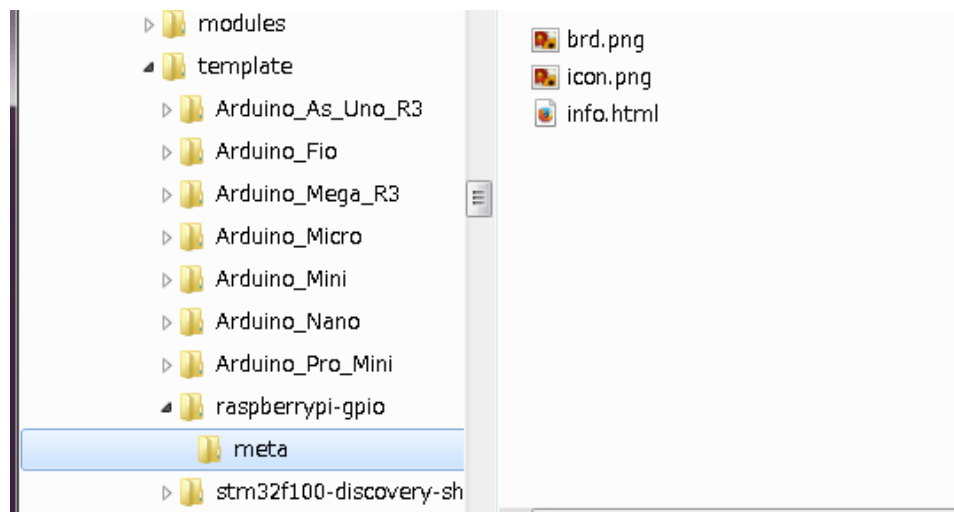 modules
template
Arduino_As_Uno_R3
Arduino_Fio
Arduino_Mega_R3
Arduino_Micro
Arduino_Mini
Arduino_Nano
Arduino_Pro_Mini
raspberrypi-gpio
meta
stm32f100-discovery-sh
brd.png
icon.png
info.html